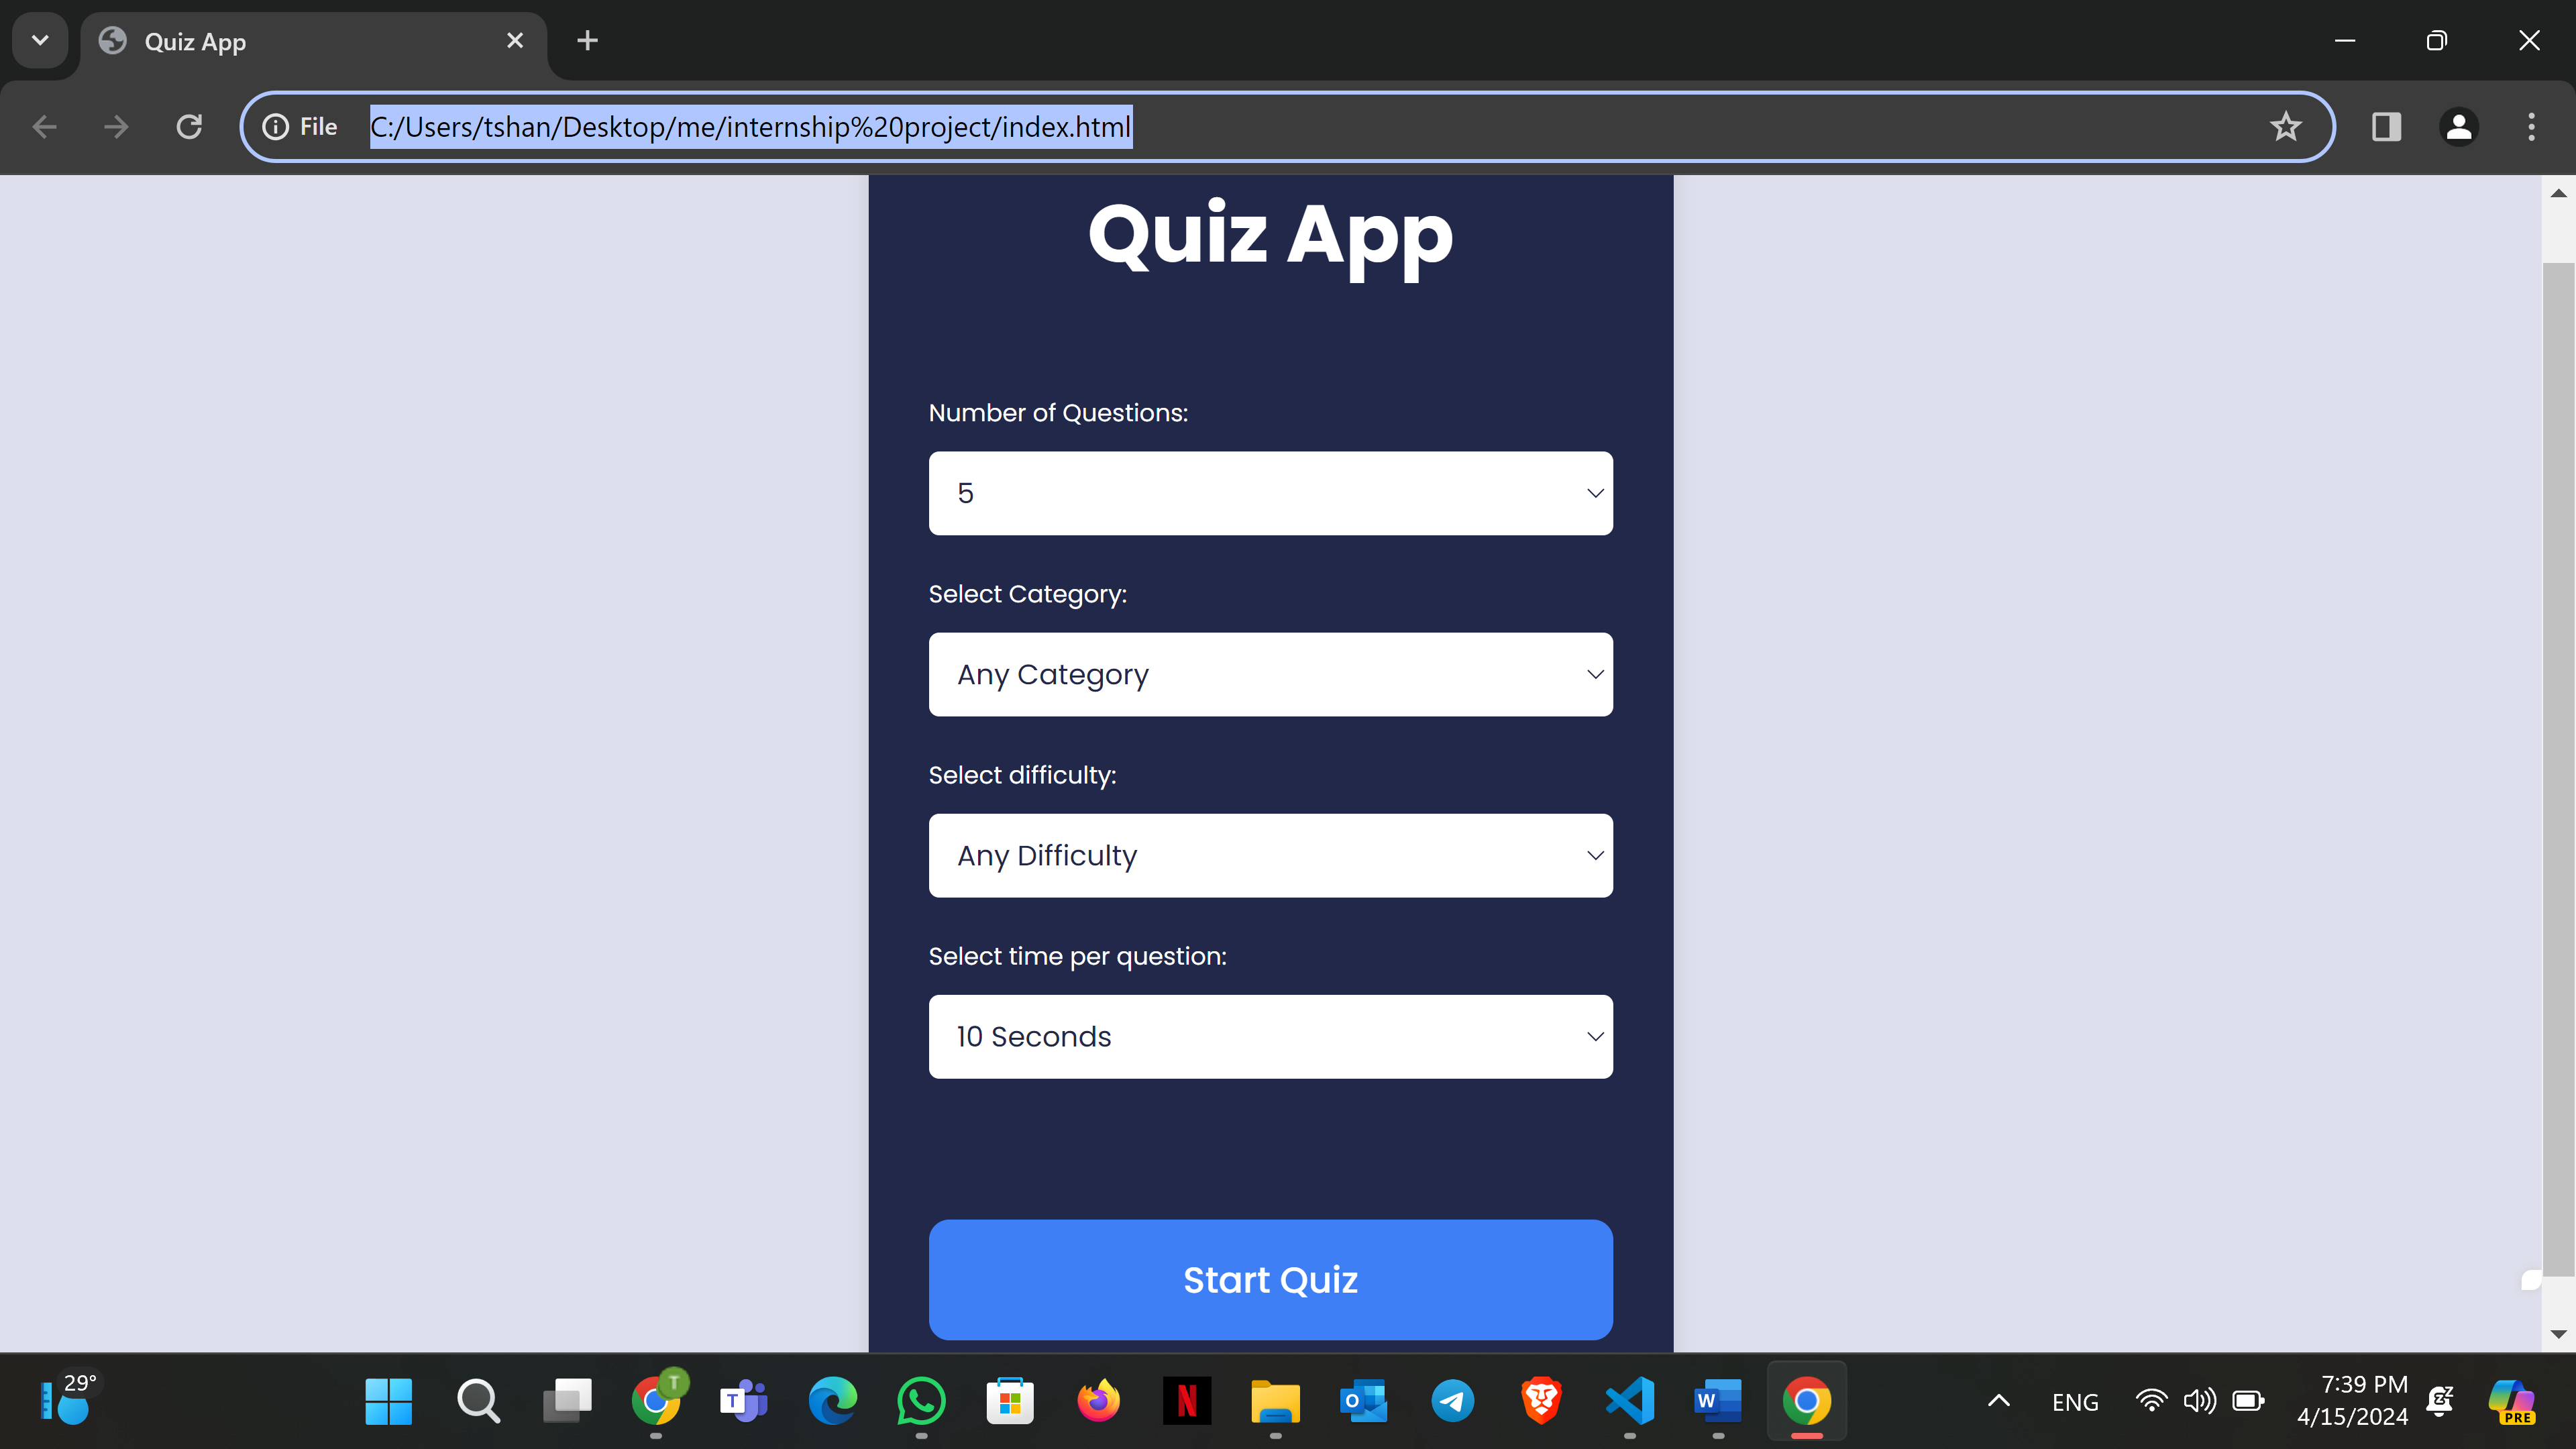 Quiz App
File C:/Users/tshan/Desktop/me/internship%20project/index.html
Quiz App
Number of Questions:
5
Select Category:
Any Category
Select difficulty:
Any Difficulty
Select time per question:
10 Seconds
Start Quiz
29°
T
T
N
O
W
ENG
7:39 PM
4/15/2024
PRE